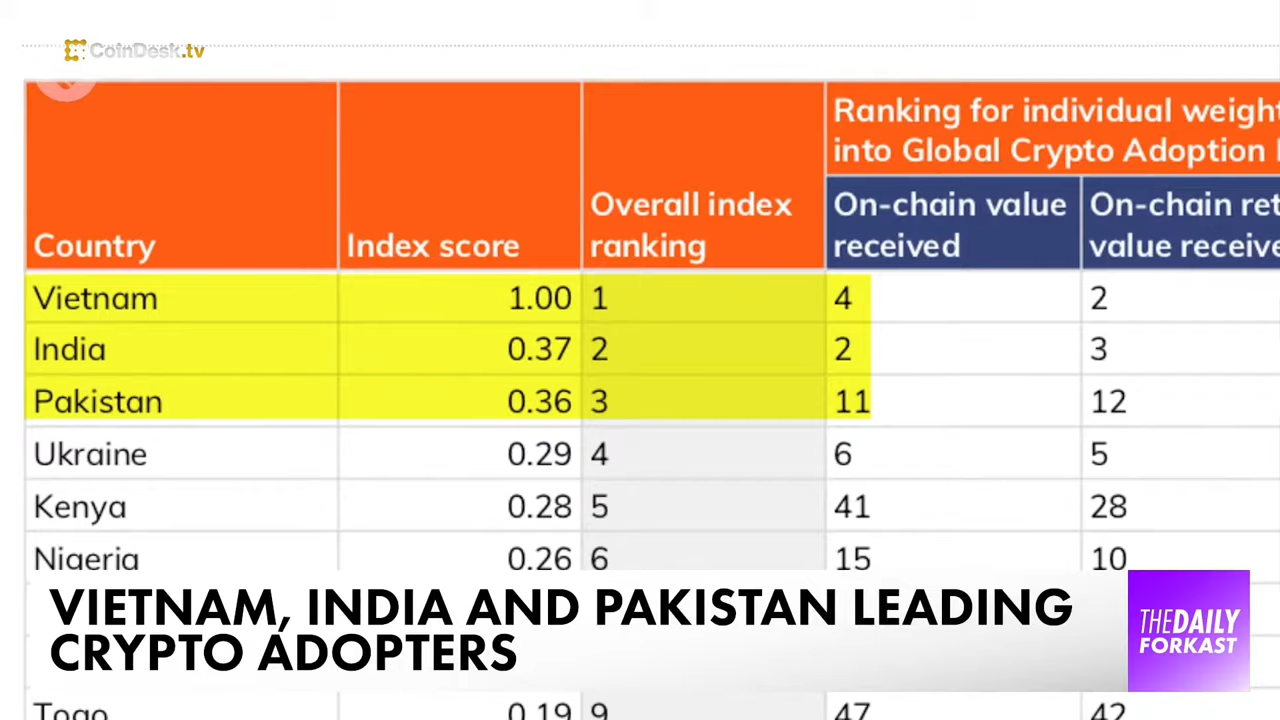 CoinDesk.tv
Ranking for individual weight
into Global Crypto Adoption
Country
Index score
Overall index
ranking
On-chain value
received
On-chain ret
value receive
Vietnam 1.00 1 4 2
India 0.37 2 2 3
Pakistan 0.36 3 11 12
Ukraine 0.29 4 6 5
Kenya 0.28 5 41 28
Nigeria 0.26 6 15 10
VIETNAM, INDIA AND PAKISTAN LEADING
CRYPTO ADOPTERS
THEDAILY
FORKAST
Togo 0.19 9 47 42